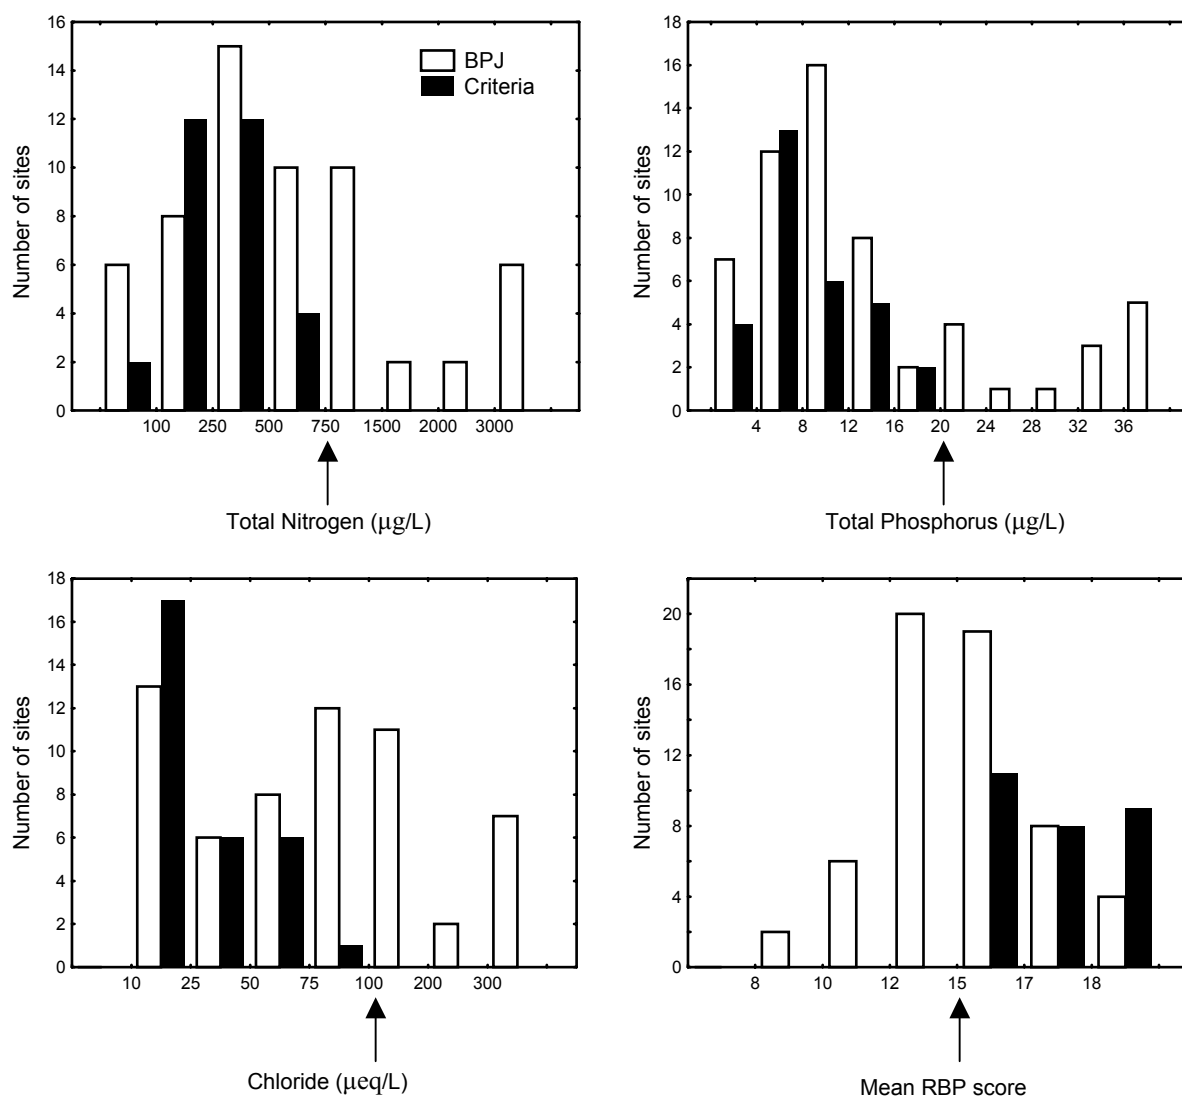 16
14
12
10
8
6
4
2
0
Number of sites
BPJ
Criteria
100 250 500 750 1500 2000 3000
Total Nitrogen (μg/L)
18
16
14
12
10
8
6
4
2
0
Number of sites
4 8 12 16 20 24 28 32 36
Total Phosphorus (μg/L)
18
16
14
12
10
8
6
4
2
0
Number of sites
10 25 50 75 100 200 300
Chloride (μeq/L)
20
16
12
8
4
0
Number of sites
8 10 12 15 17 18
Mean RBP score